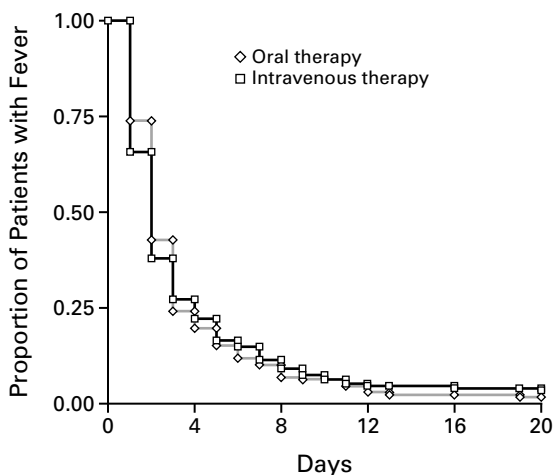 Proportion of Patients with Fever
1.00
0.75
0.50
0.25
0.00
Oral therapy
Intravenous therapy
0 4 8 12 16 20
Days